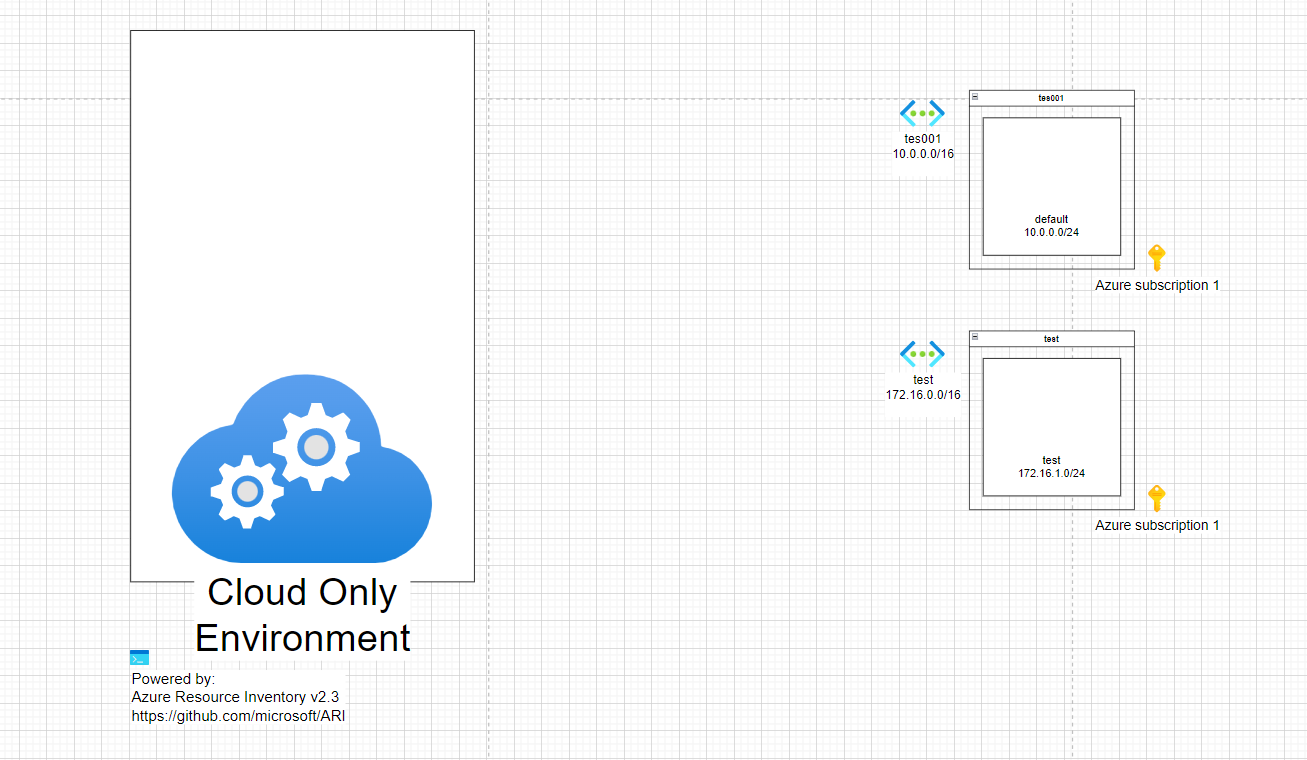 tes001
tes001
10.0.0.0/16
default
10.0.0.0/24
Azure subscription 1
test
test
172.16.0.0/16
test
172.16.1.0/24
Azure subscription 1
Cloud Only
Environment
Powered by:
Azure Resource Inventory v2.3
https://github.com/microsoft/ARI